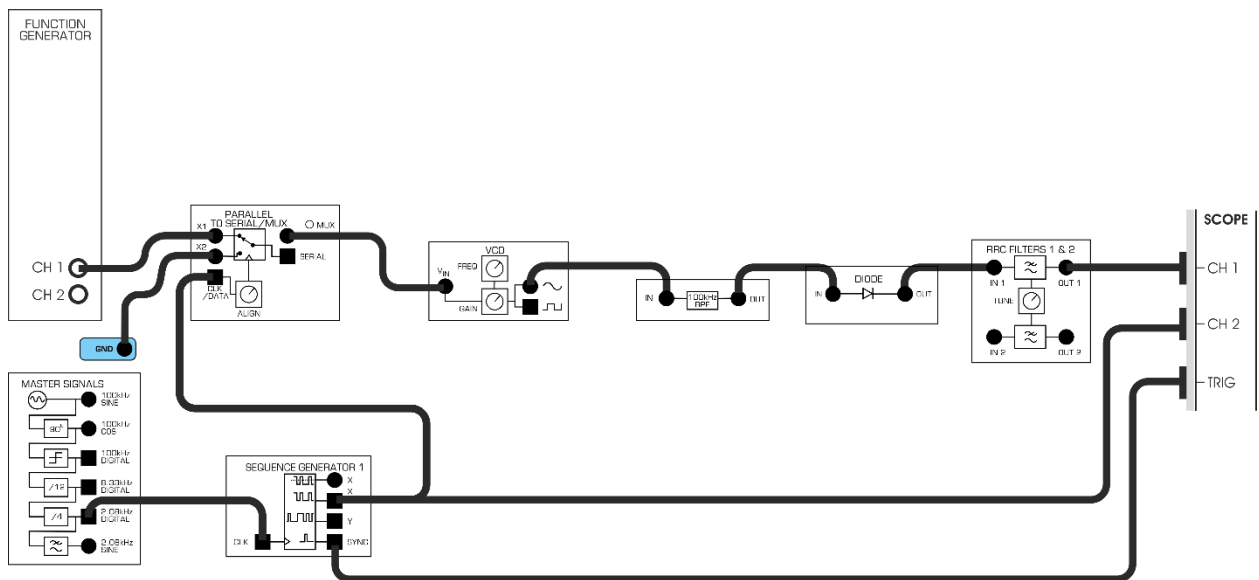 FUNCTION
GENERATOR
CH 1
CH 2
GND
PARALLEL
TO SERIAL/MUX
MUX
X1
X2
SERIAL
CLK
/DATA
ALIGN
VCO
FREQ
VIN
GAIN
IN
100kHz
BPF
OUT
DIODE
IN
OUT
RRC FILTERS 1 & 2
IN 1
OUT 1
TUNE
IN 2
OUT 2
SCOPE
CH 1
CH 2
TRIG
MASTER SIGNALS
100kHz
SINE
90°
100kHz
COS
100kHz
DIGITAL
/12
8.33kHz
DIGITAL
/4
2.08kHz
DIGITAL
2.08kHz
SINE
SEQUENCE GENERATOR 1
X
X
Y
CLK
SYNC